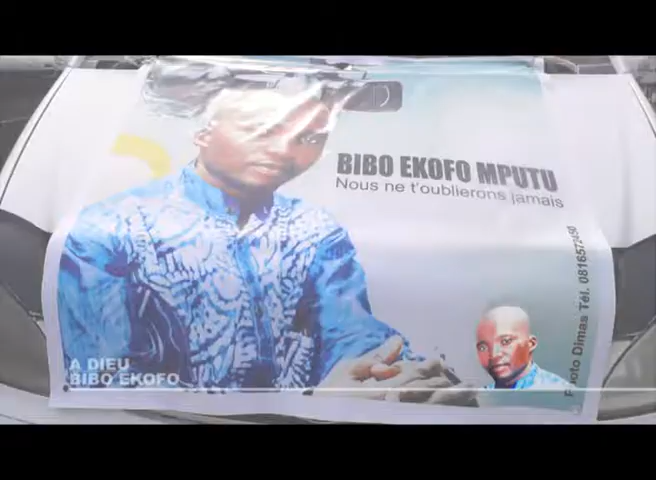 BIBO EKOFO MPUTU
Nous ne t'oublierons jamais
Photo Dimas Tél. 0816572450
A DIEU
BIBO EKOFO